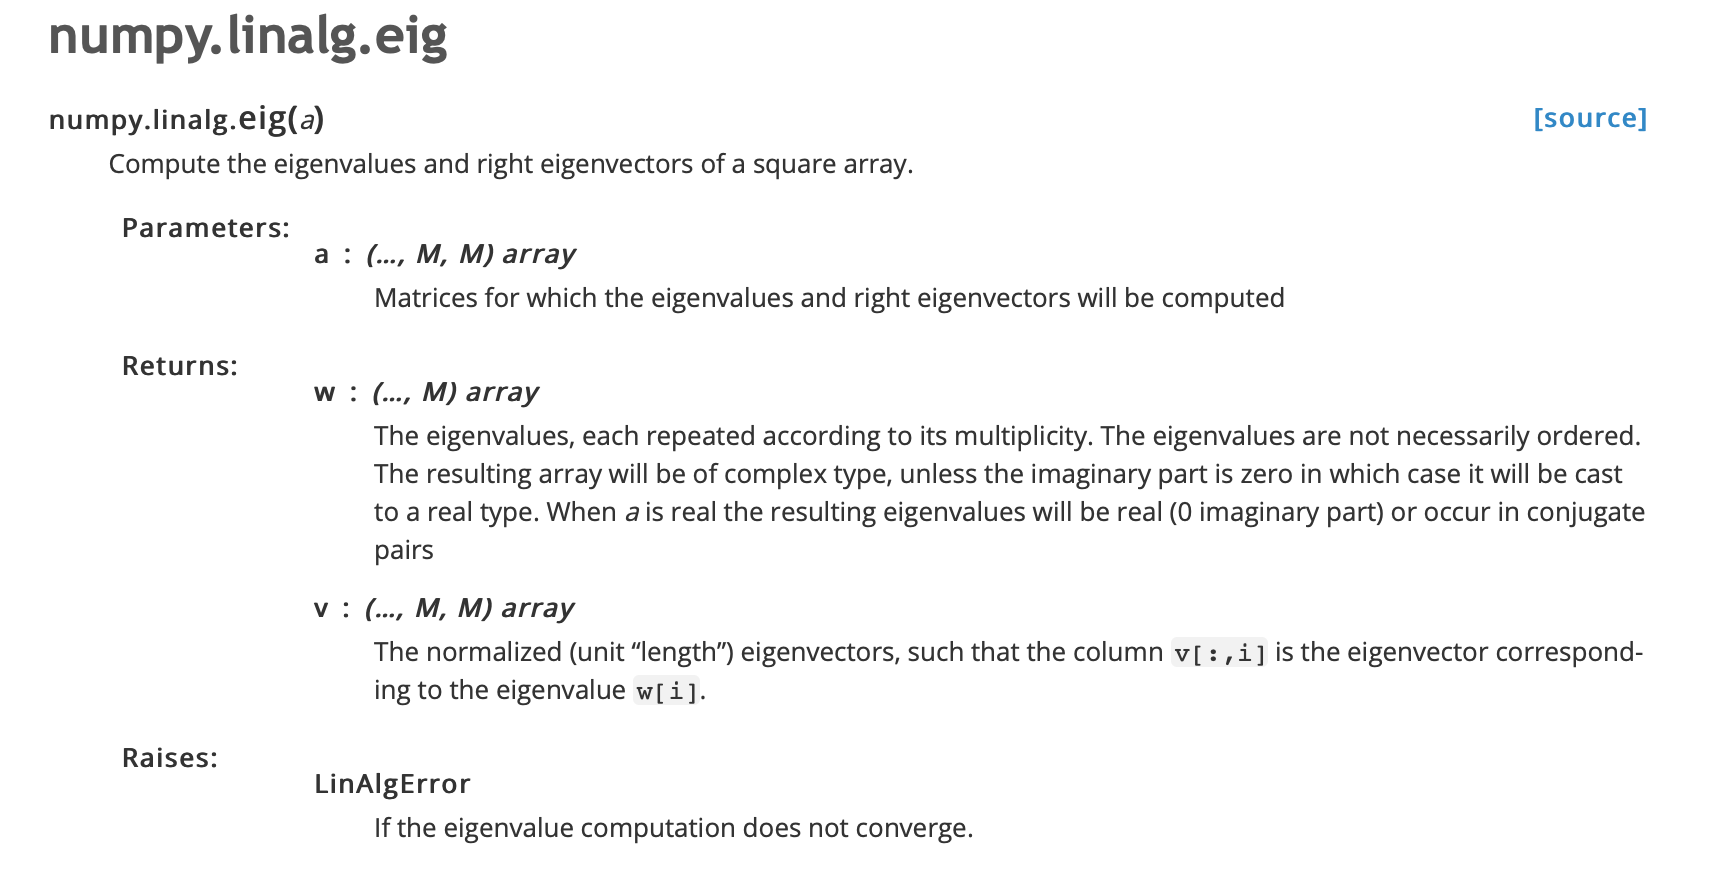 numpy.linalg.eig
numpy.linalg.eig(a) [source]
Compute the eigenvalues and right eigenvectors of a square array.
Parameters:
a : (…, M, M) array
Matrices for which the eigenvalues and right eigenvectors will be computed
Returns:
w : (…, M) array
The eigenvalues, each repeated according to its multiplicity. The eigenvalues are not necessarily ordered.
The resulting array will be of complex type, unless the imaginary part is zero in which case it will be cast
to a real type. When a is real the resulting eigenvalues will be real (0 imaginary part) or occur in conjugate
pairs
v : (…, M, M) array
The normalized (unit “length”) eigenvectors, such that the column v[:,i] is the eigenvector correspond-
ing to the eigenvalue w[i].
Raises:
LinAlgError
If the eigenvalue computation does not converge.